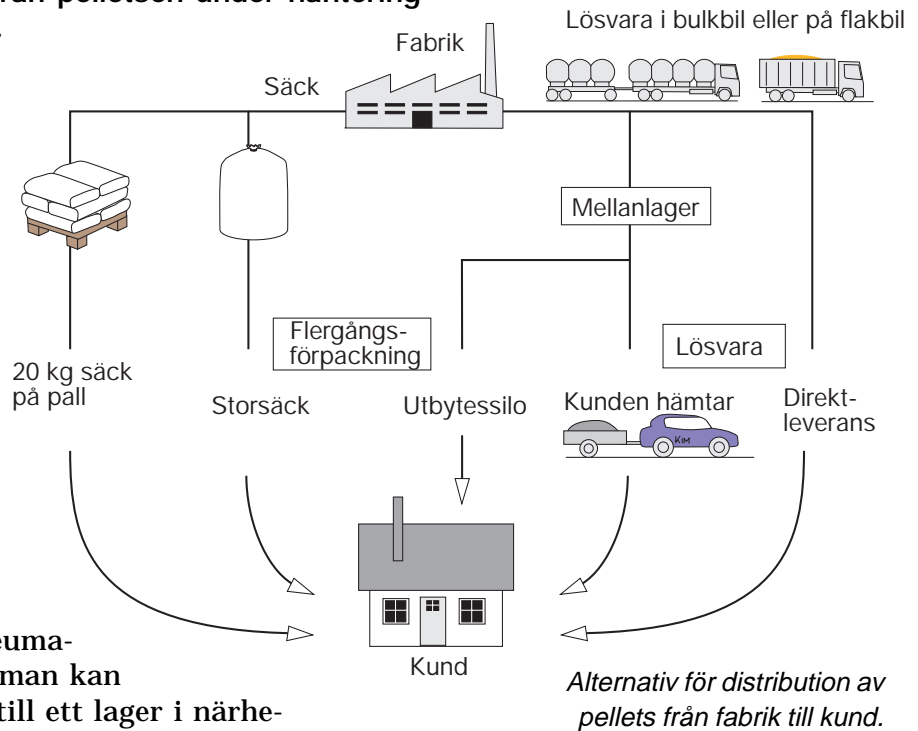 från pelletsen under hantering
.
Lösvara i bulkbil eller på flakbil
Fabrik
Säck
Mellanlager
Flergångs-
förpackning
Lösvara
20 kg säck
på pall
Storsäck
Utbytessilo
Kunden hämtar
Direkt-
leverans
KIM
Kund
euma-
man kan
till ett lager i närhe-
Alternativ för distribution av
pellets från fabrik till kund.